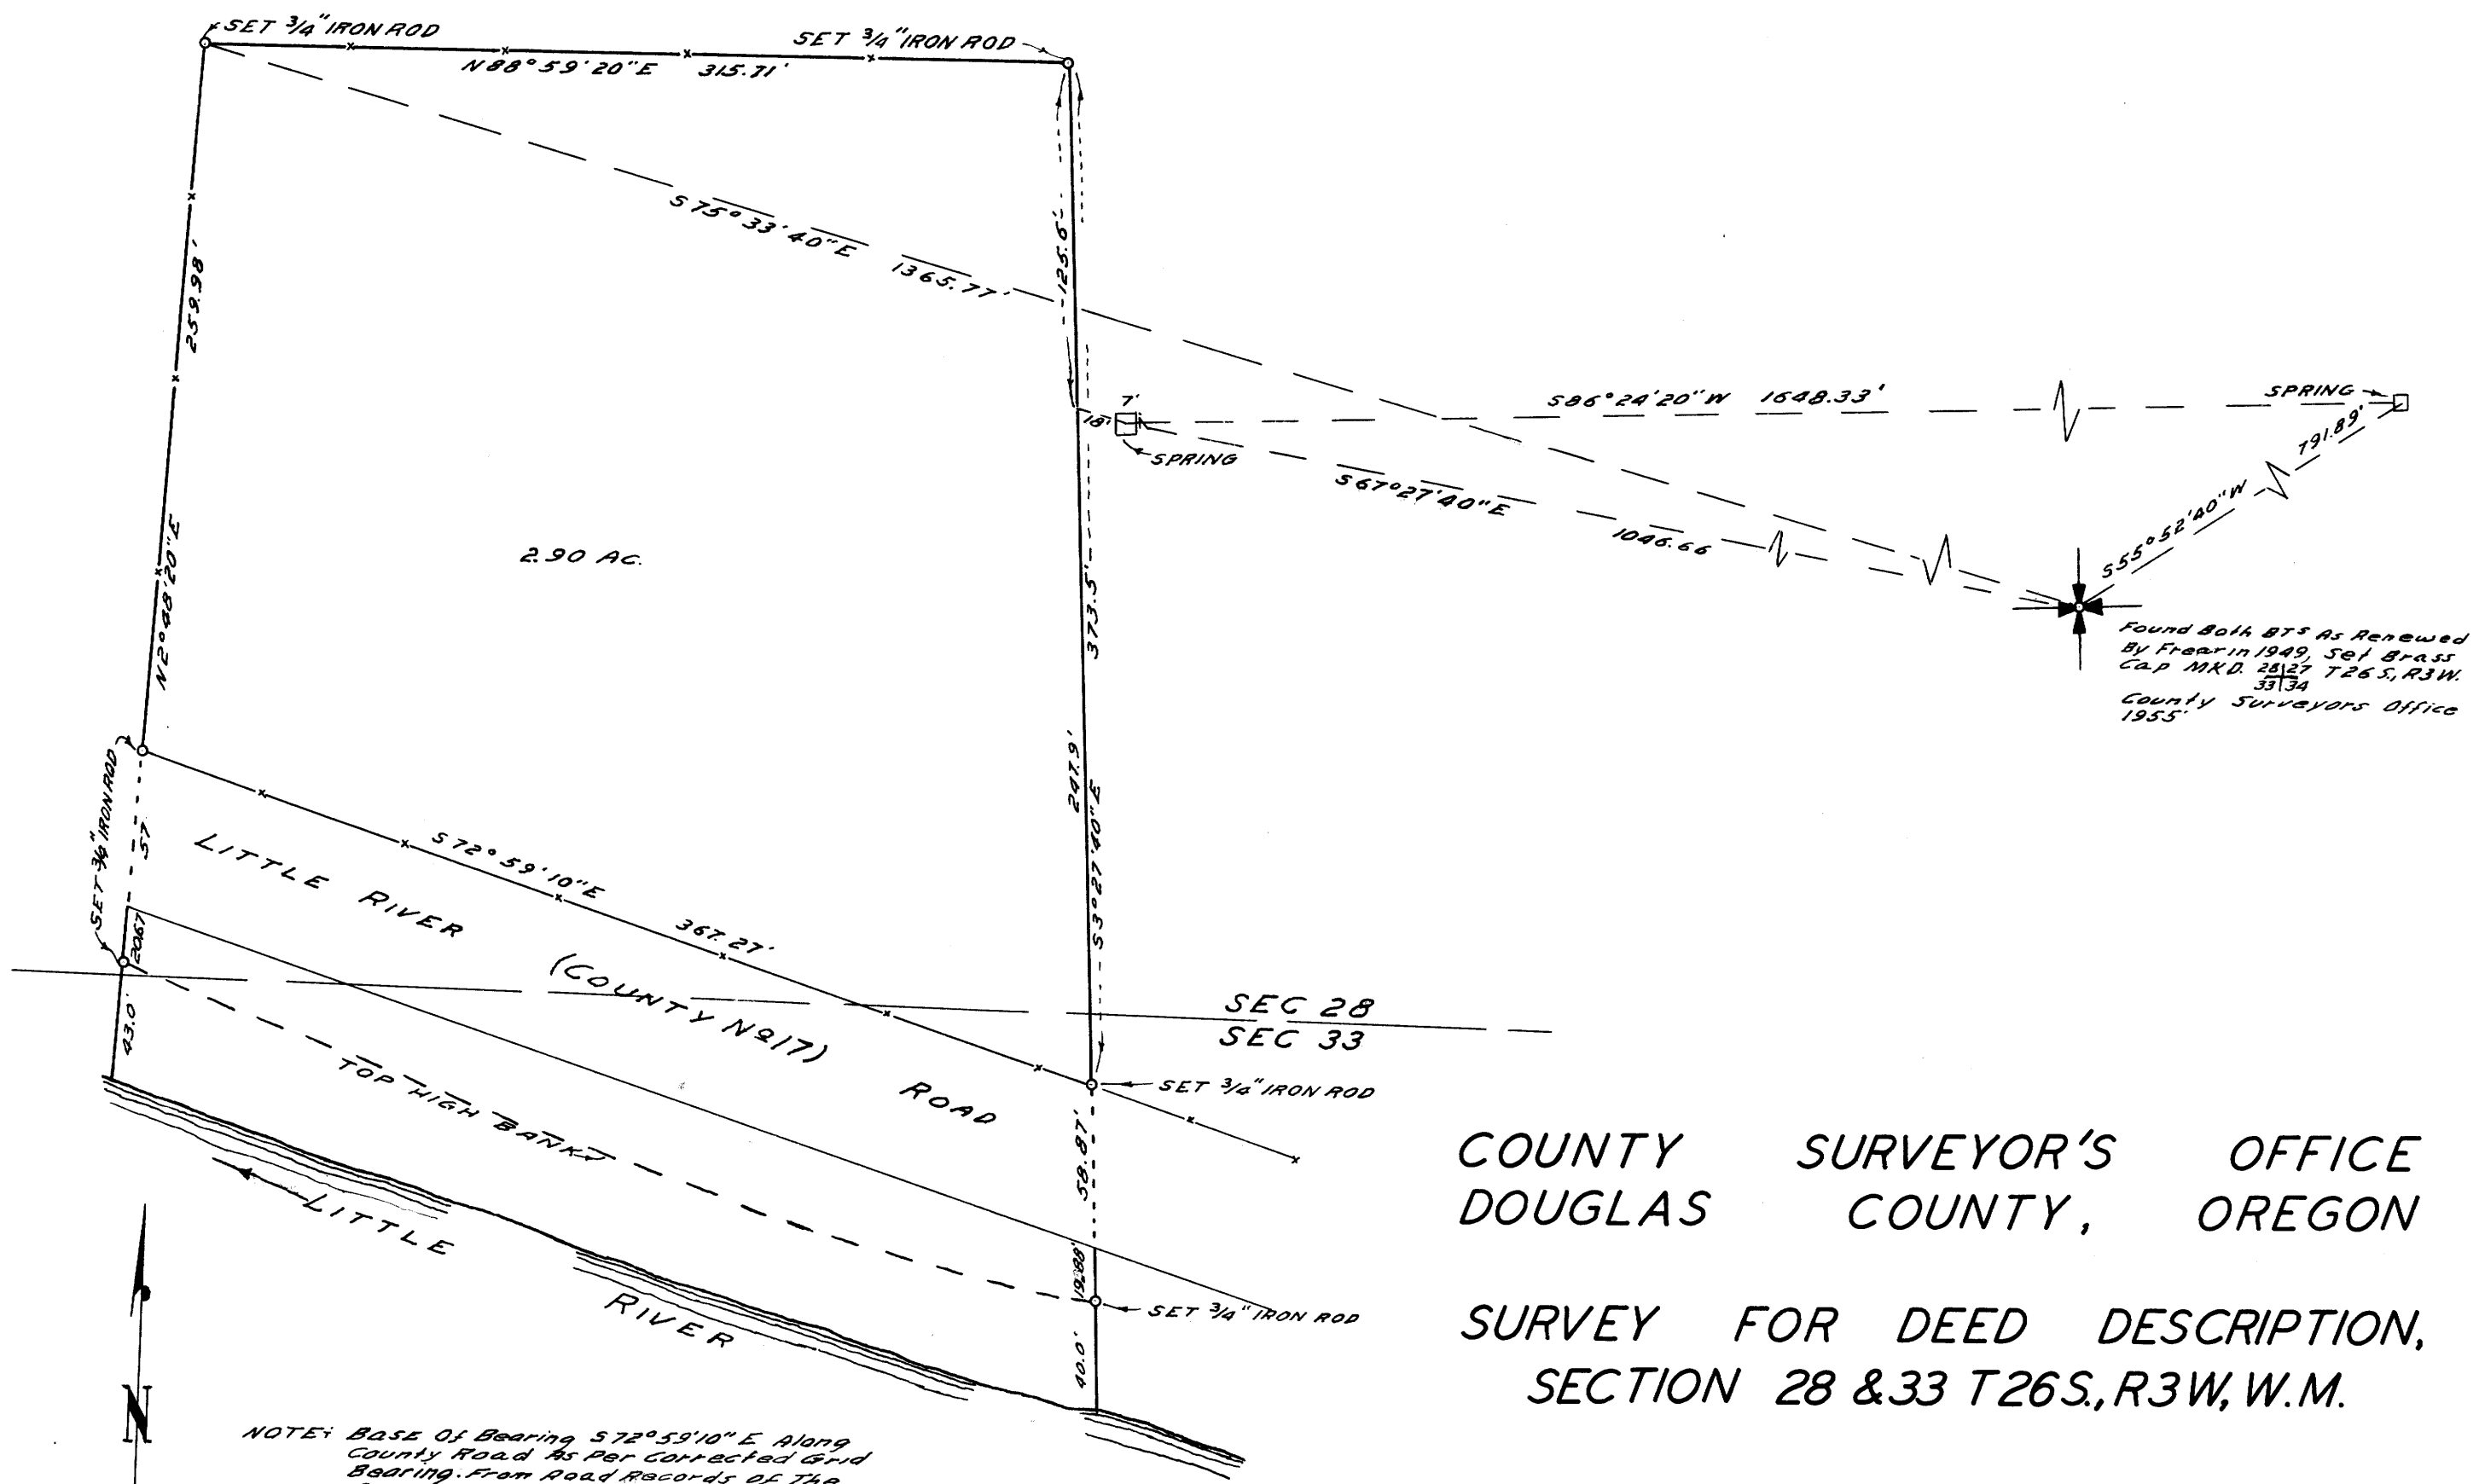 SET 3/4" IRON ROD
SET 3/4" IRON ROD
N88°59'20"E 315.71'
S75°33'40"E 1365.77'
259.98'
N2°48'20"E
125.6'
7'
18'
SPRING
S86°24'20"W 1648.33'
SPRING
791.89'
S55°52'40"W
S67°27'40"E 1046.66
2.90 AC.
373.5'
247.9'
S3°27'40"E
Found Both BTS As Renewed
By Frear in 1949, Set Brass
Cap MKD. 28|27 T26S., R3W.
33|34
County Surveyors Office
1955
SET 3/4" IRON ROD
57
20.67
43.0'
S72°59'10"E 367.27'
LITTLE RIVER (COUNTY No 17) ROAD
SEC 28
SEC 33
TOP HIGH BANK
SET 3/4" IRON ROD
58.87'
19.88'
SET 3/4" IRON ROD
40.0'
LITTLE RIVER
N
COUNTY SURVEYOR'S OFFICE
DOUGLAS COUNTY, OREGON
SURVEY FOR DEED DESCRIPTION,
SECTION 28 & 33 T26S., R3W, W.M.
NOTE: Base Of Bearing S72°59'10"E Along
County Road As Per Corrected Grid
Bearing. From Road Records Of The